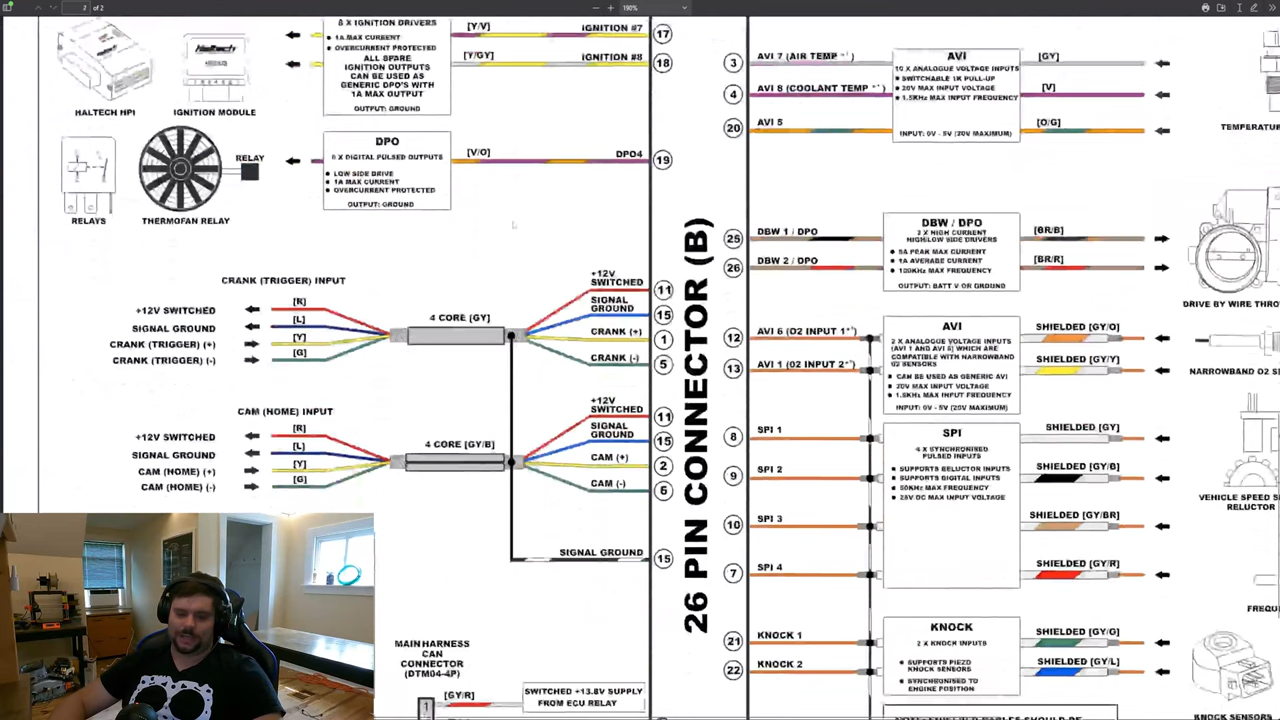 2 of 2
190%
8 X IGNITION DRIVERS
1A MAX CURRENT
OVERCURRENT PROTECTED
ALL SPARE
IGNITION OUTPUTS
CAN BE USED AS
GENERIC DPO'S WITH
1A MAX OUTPUT
OUTPUT: GROUND
Haltech
HALTECH HPI
IGNITION MODULE
[Y/V]
IGNITION #7
17
[Y/GY]
IGNITION #8
18
DPO
8 X DIGITAL PULSED OUTPUTS
LOW SIDE DRIVE
1A MAX CURRENT
OVERCURRENT PROTECTED
OUTPUT: GROUND
[V/O]
DPO4
19
RELAY
RELAYS
THERMOFAN RELAY
CRANK (TRIGGER) INPUT
+12V SWITCHED
SIGNAL GROUND
CRANK (TRIGGER) (+)
CRANK (TRIGGER) (-)
[R]
[L]
[Y]
[G]
4 CORE [GY]
+12V
SWITCHED
11
SIGNAL
GROUND
15
CRANK (+)
1
CRANK (-)
5
CAM (HOME) INPUT
+12V SWITCHED
SIGNAL GROUND
CAM (HOME) (+)
CAM (HOME) (-)
[R]
[L]
[Y]
[G]
4 CORE [GY/B]
+12V
SWITCHED
11
SIGNAL
GROUND
15
CAM (+)
2
CAM (-)
6
SIGNAL GROUND
15
MAIN HARNESS
CAN
CONNECTOR
(DTM04-4P)
1
[GY/R]
SWITCHED +13.8V SUPPLY
FROM ECU RELAY
26 PIN CONNECTOR (B)
3
AVI 7 (AIR TEMP
4
AVI 8 (COOLANT TEMP
20
AVI 5
AVI
10 X ANALOGUE VOLTAGE INPUTS
SWITCHABLE 1K PULL-UP
20V MAX INPUT VOLTAGE
1.5KHz MAX INPUT FREQUENCY
INPUT: 0V - 5V (20V MAXIMUM)
[GY]
[V]
[O/G]
25
DBW 1 / DPO
26
DBW 2 / DPO
DBW / DPO
2 X HIGH CURRENT
HIGH/LOW SIDE DRIVERS
5A PEAK MAX CURRENT
1A AVERAGE CURRENT
100KHz MAX FREQUENCY
OUTPUT: BATT V OR GROUND
[BR/B]
[BR/R]
DRIVE BY WIRE THRO
12
AVI 6 (O2 INPUT 1
13
AVI 1 (O2 INPUT 2
AVI
2 X ANALOGUE VOLTAGE INPUTS
(AVI 1 AND AVI 6) WHICH ARE
COMPATIBLE WITH NARROWBAND
O2 SENSORS
CAN BE USED AS GENERIC AVI
20V MAX INPUT VOLTAGE
1.5KHz MAX INPUT FREQUENCY
INPUT: 0V - 5V (20V MAXIMUM)
SHIELDED [GY/O]
SHIELDED [GY/Y]
NARROWBAND O2 S
8
SPI 1
9
SPI 2
10
SPI 3
7
SPI 4
SPI
4 X SYNCHRONISED
PULSED INPUTS
SUPPORTS RELUCTOR INPUTS
SUPPORTS DIGITAL INPUTS
50KHz MAX FREQUENCY
25V DC MAX INPUT VOLTAGE
SHIELDED [GY]
SHIELDED [GY/B]
SHIELDED [GY/BR]
SHIELDED [GY/R]
VEHICLE SPEED S
RELUCTOR
FREQU
21
KNOCK 1
22
KNOCK 2
KNOCK
2 X KNOCK INPUTS
SUPPORTS PIEZO
KNOCK SENSORS
SYNCHRONISED TO
ENGINE POSITION
SHIELDED [GY/G]
SHIELDED [GY/L]
KNOCK SENSORS
TEMPERATUR